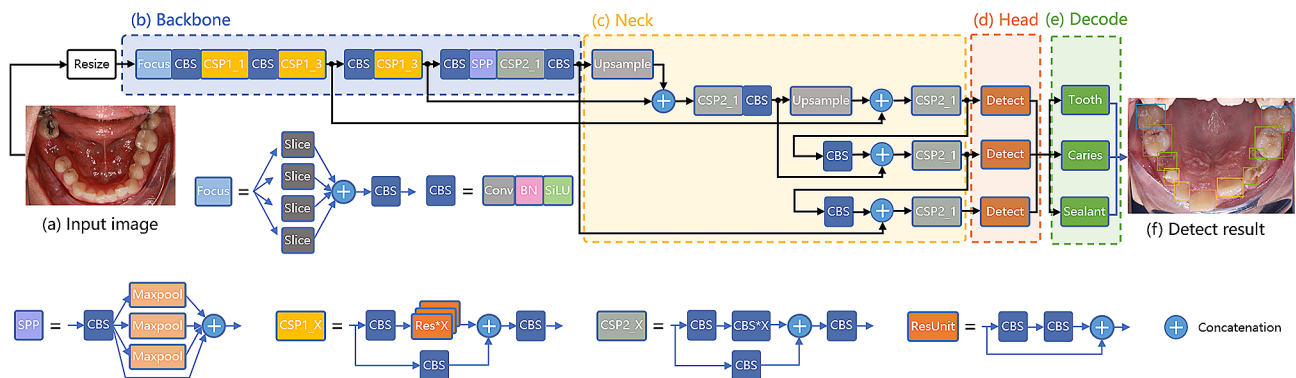 (b) Backbone
(c) Neck
(d) Head
(e) Decode
Resize
Focus CBS CSP1_1 CBS CSP1_3
CBS CSP1_3
CBS SPP CSP2_1 CBS
Upsample
CSP2_1 CBS
Upsample
CSP2_1
Detect
Tooth
CBS
CSP2_1
Detect
Caries
CBS
CSP2_1
Detect
Sealant
(a) Input image
Focus =
Slice
Slice
Slice
Slice
CBS
CBS = Conv BN SiLU
(f) Detect result
SPP = CBS
Maxpool
Maxpool
Maxpool
CSP1_X = CBS Res*X CBS
CBS
CSP2_X = CBS CBS*X CBS
CBS
ResUnit = CBS CBS
Concatenation